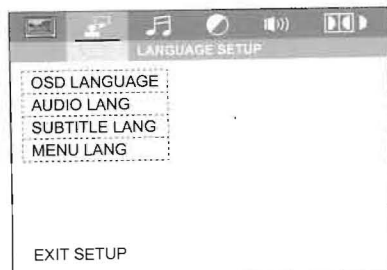 LANGUAGE SETUP
OSD LANGUAGE
AUDIO LANG
SUBTITLE LANG
MENU LANG
EXIT SETUP